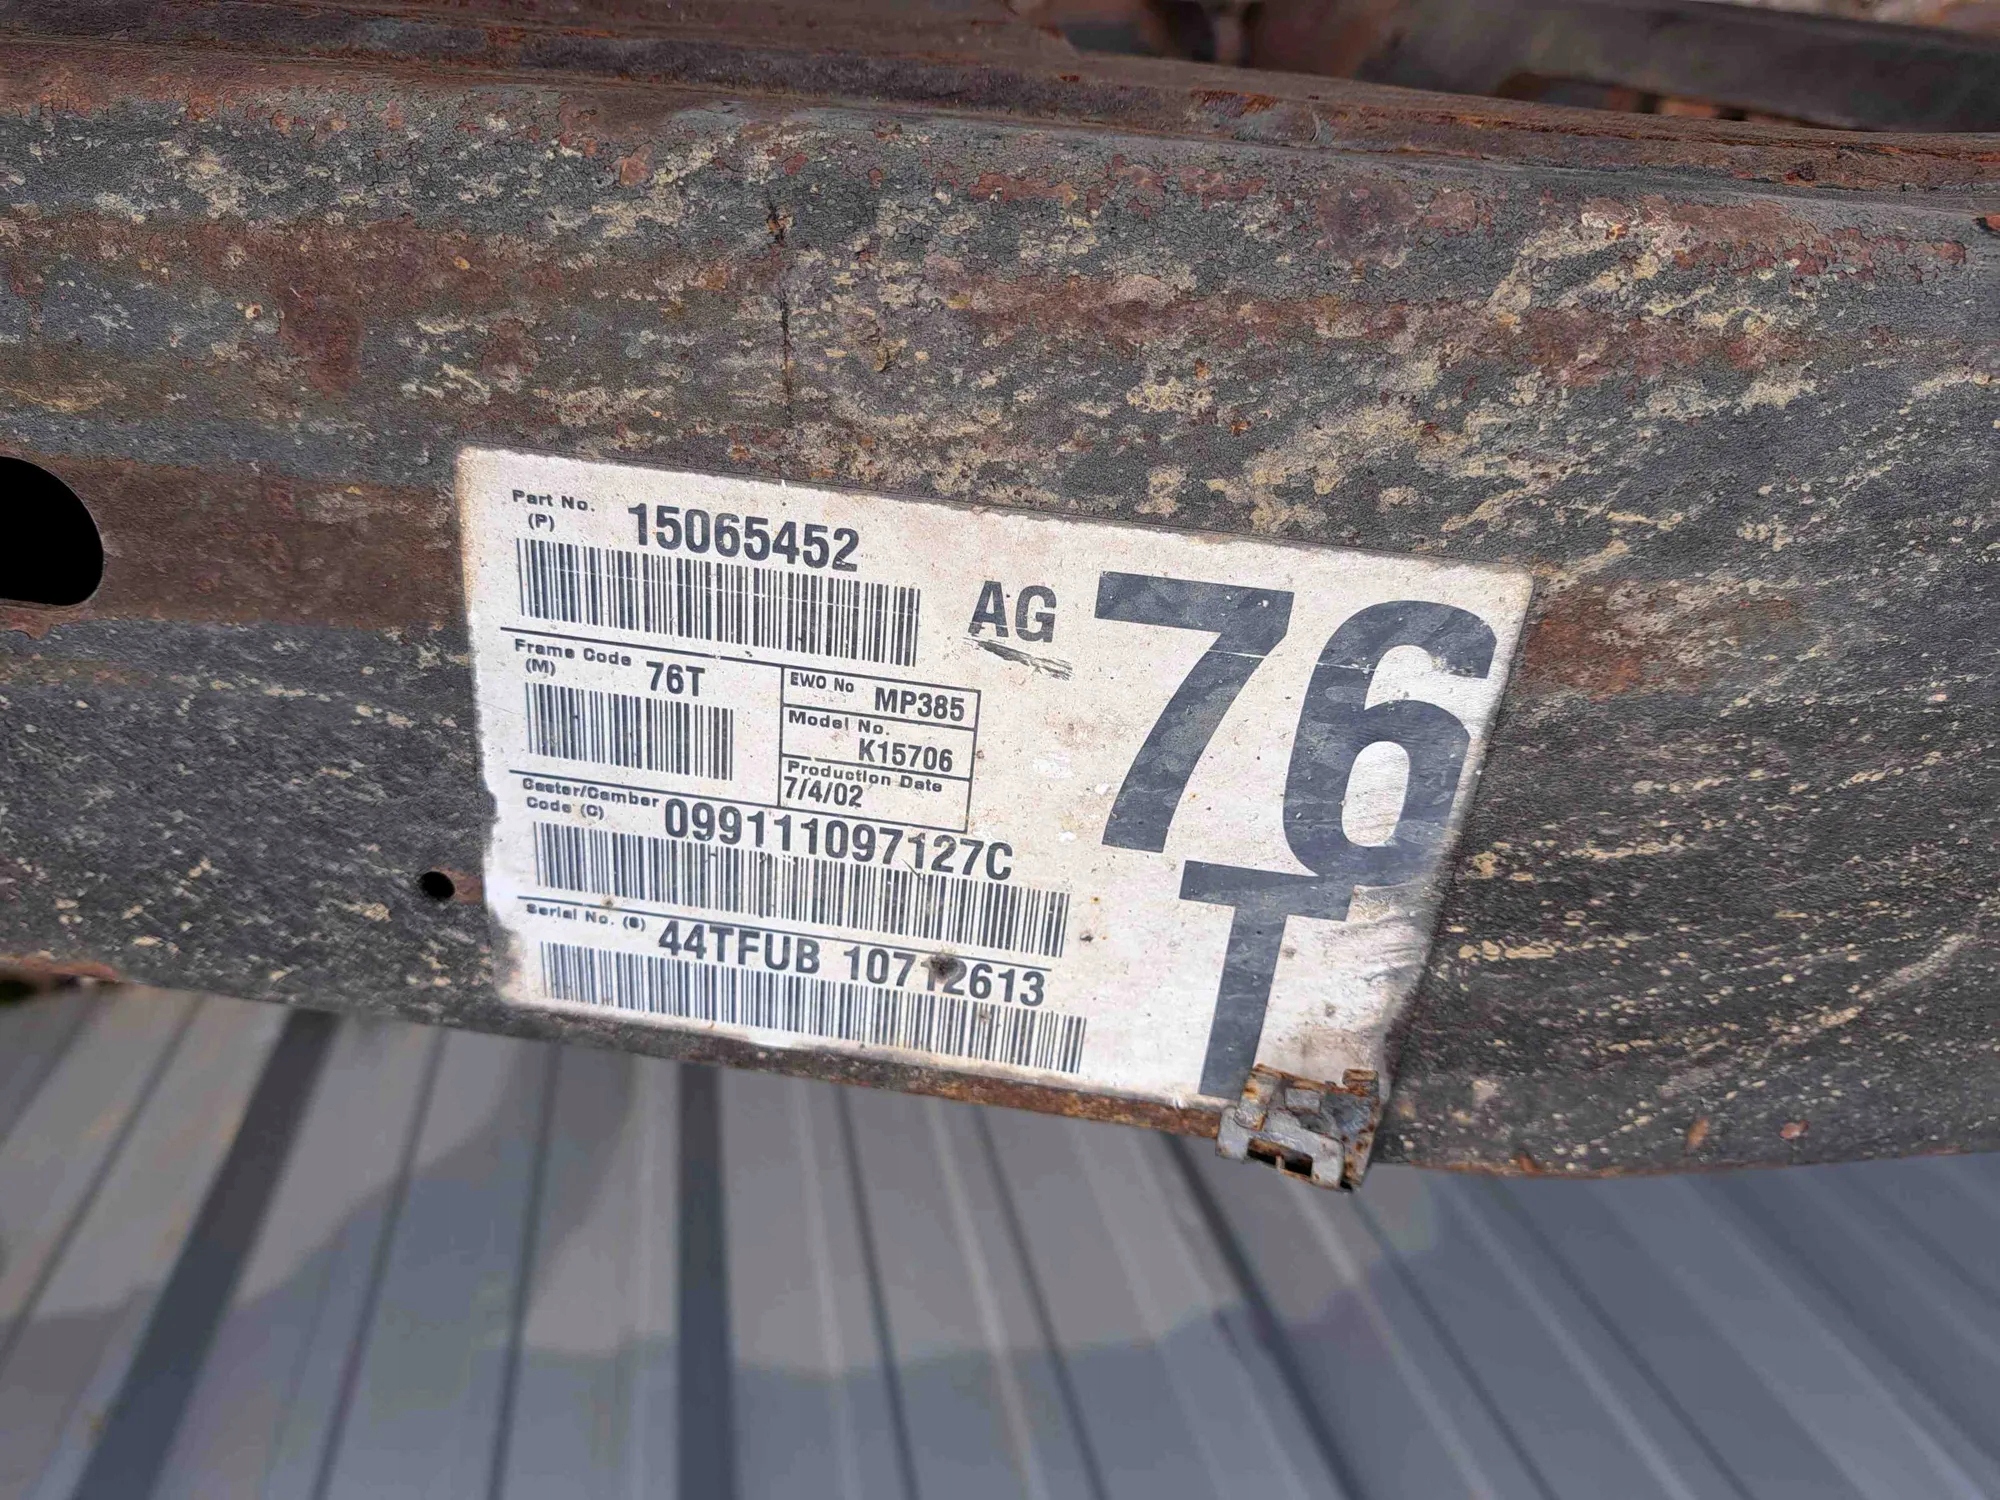 Part No. 15065452
(P)
AG
76
T
Frame Code 76T
(M)
EWO No MP385
Model No.
K15706
Production Date
7/4/02
Caster/Camber 099111097127C
Code (C)
Serial No. (S) 44TFUB 10712613